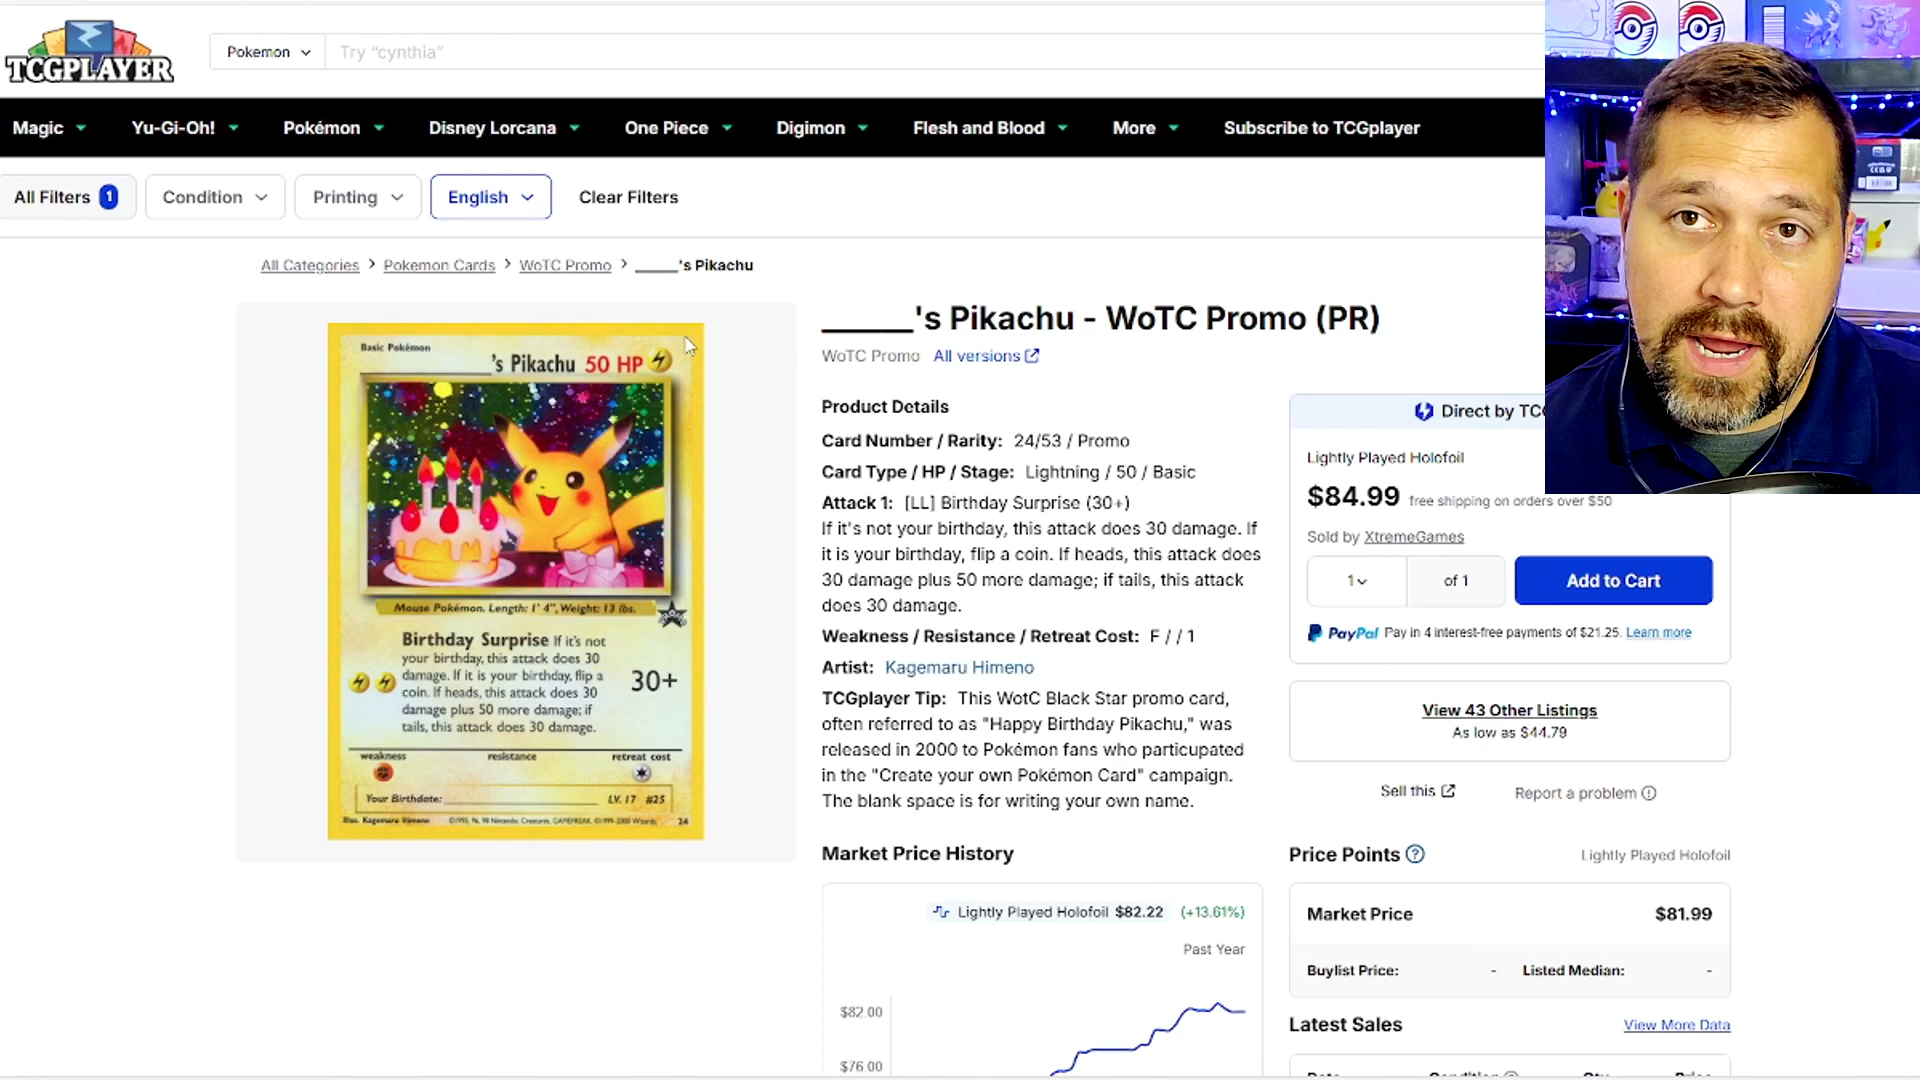 TCGPLAYER
Pokemon
Try “cynthia”
Magic
Yu-Gi-Oh!
Pokémon
Disney Lorcana
One Piece
Digimon
Flesh and Blood
More
Subscribe to TCGplayer
All Filters 1
Condition
Printing
English
Clear Filters
All Categories > Pokemon Cards > WoTC Promo > _____'s Pikachu
Basic Pokémon
_____'s Pikachu 50 HP
Mouse Pokémon. Length: 1' 4", Weight: 13 lbs.
Birthday Surprise If it's not
your birthday, this attack does 30
damage. If it is your birthday, flip a
coin. If heads, this attack does 30
damage plus 50 more damage; if
tails, this attack does 30 damage.
30+
weakness resistance retreat cost
Your Birthdate: _____ LV. 17 #25
Illus. Kagemaru Himeno
24
_____'s Pikachu - WoTC Promo (PR)
WoTC Promo All versions
Product Details
Card Number / Rarity: 24/53 / Promo
Card Type / HP / Stage: Lightning / 50 / Basic
Attack 1: [LL] Birthday Surprise (30+)
If it's not your birthday, this attack does 30 damage. If
it is your birthday, flip a coin. If heads, this attack does
30 damage plus 50 more damage; if tails, this attack
does 30 damage.
Weakness / Resistance / Retreat Cost: F / / 1
Artist: Kagemaru Himeno
TCGplayer Tip: This WotC Black Star promo card,
often referred to as "Happy Birthday Pikachu," was
released in 2000 to Pokémon fans who particupated
in the "Create your own Pokémon Card" campaign.
The blank space is for writing your own name.
Market Price History
Lightly Played Holofoil $82.22 (+13.61%)
Past Year
$82.00
$76.00
Direct by TC
Lightly Played Holofoil
$84.99 free shipping on orders over $50
Sold by XtremeGames
1 of 1
Add to Cart
PayPal Pay in 4 interest-free payments of $21.25. Learn more
View 43 Other Listings
As low as $44.79
Sell this
Report a problem
Price Points
Lightly Played Holofoil
Market Price $81.99
Buylist Price: - Listed Median: -
Latest Sales
View More Data